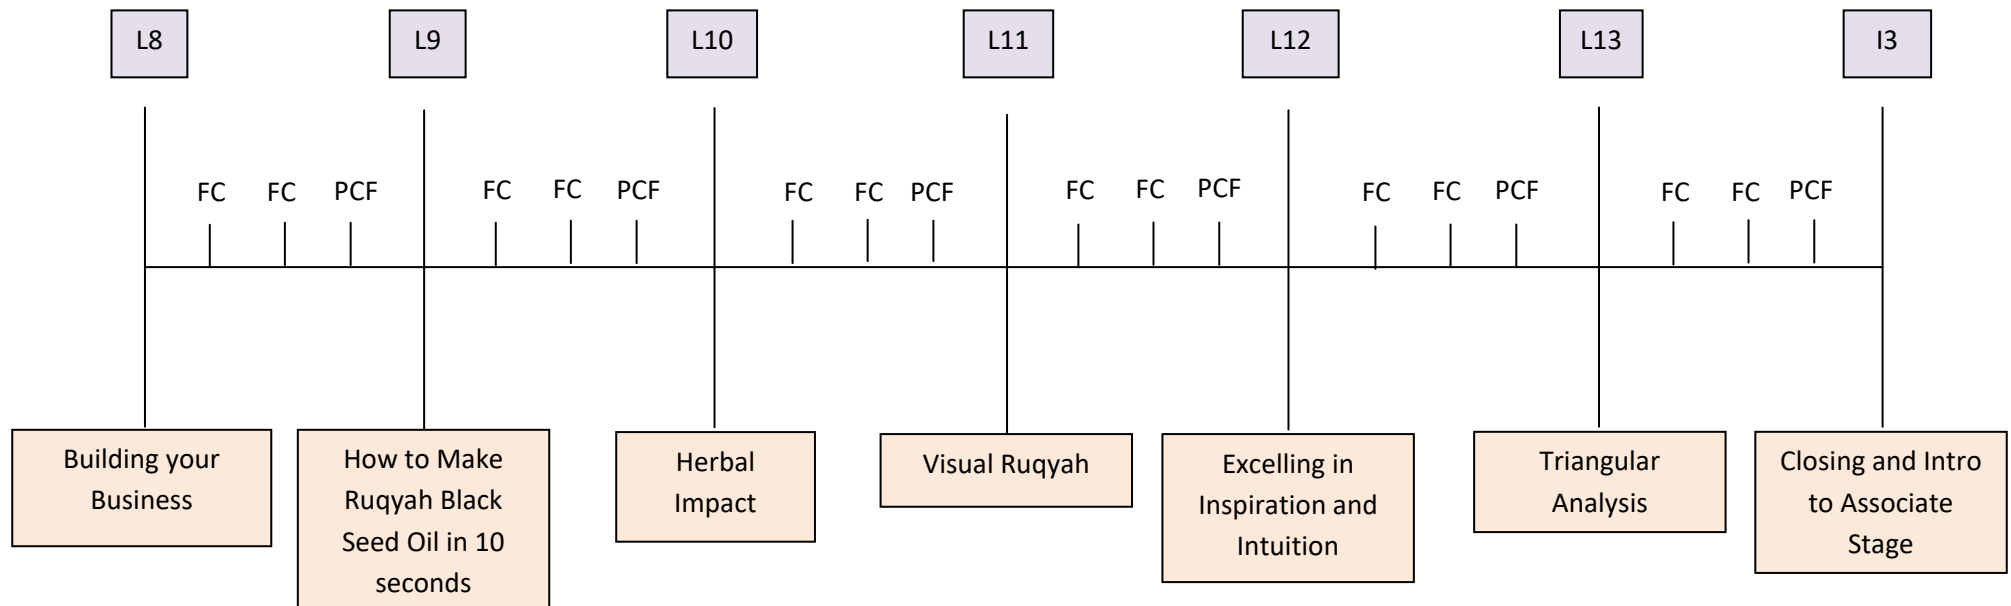 L8 L9 L10 L11 L12 L13 I3
FC FC PCF FC FC PCF FC FC PCF FC FC PCF FC FC PCF FC FC PCF
Building your
Business
How to Make
Ruqyah Black
Seed Oil in 10
seconds
Herbal
Impact
Visual Ruqyah
Excelling in
Inspiration and
Intuition
Triangular
Analysis
Closing and Intro
to Associate
Stage